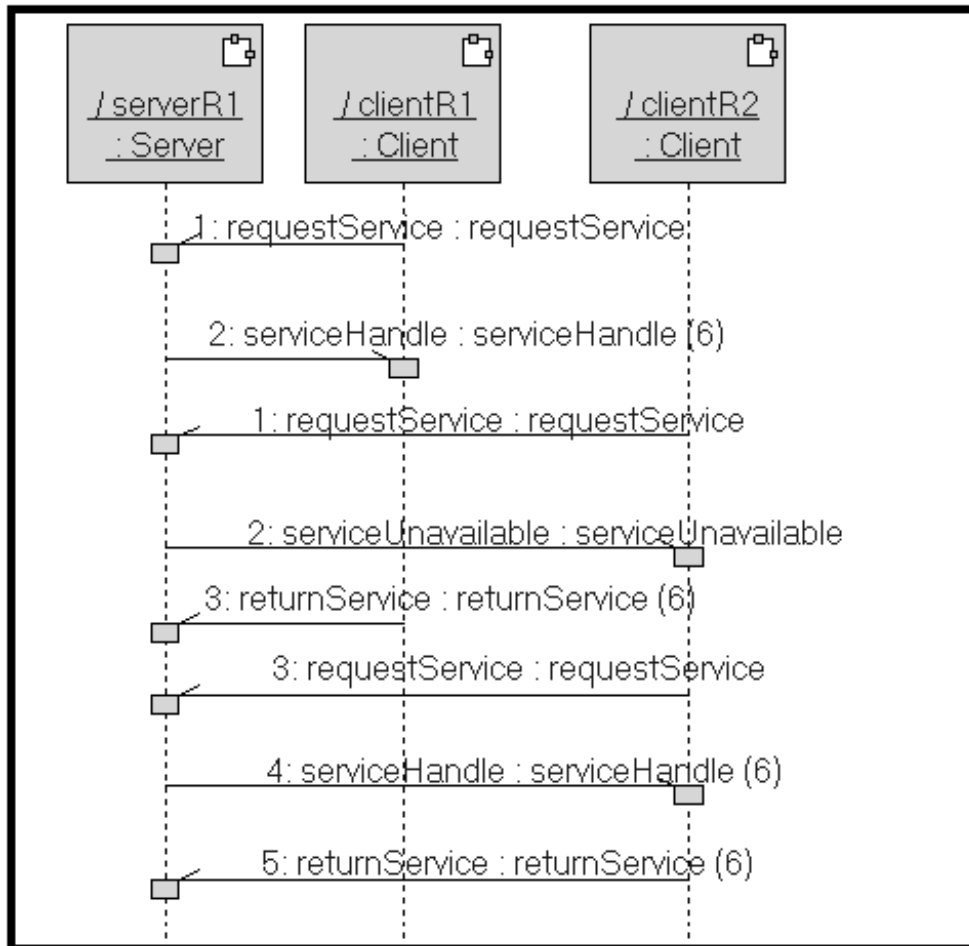 / serverR1
: Server
/ clientR1
: Client
/ clientR2
: Client
1: requestService : requestService
2: serviceHandle : serviceHandle (6)
1: requestService : requestService
2: serviceUnavailable : serviceUnavailable
3: returnService : returnService (6)
3: requestService : requestService
4: serviceHandle : serviceHandle (6)
5: returnService : returnService (6)